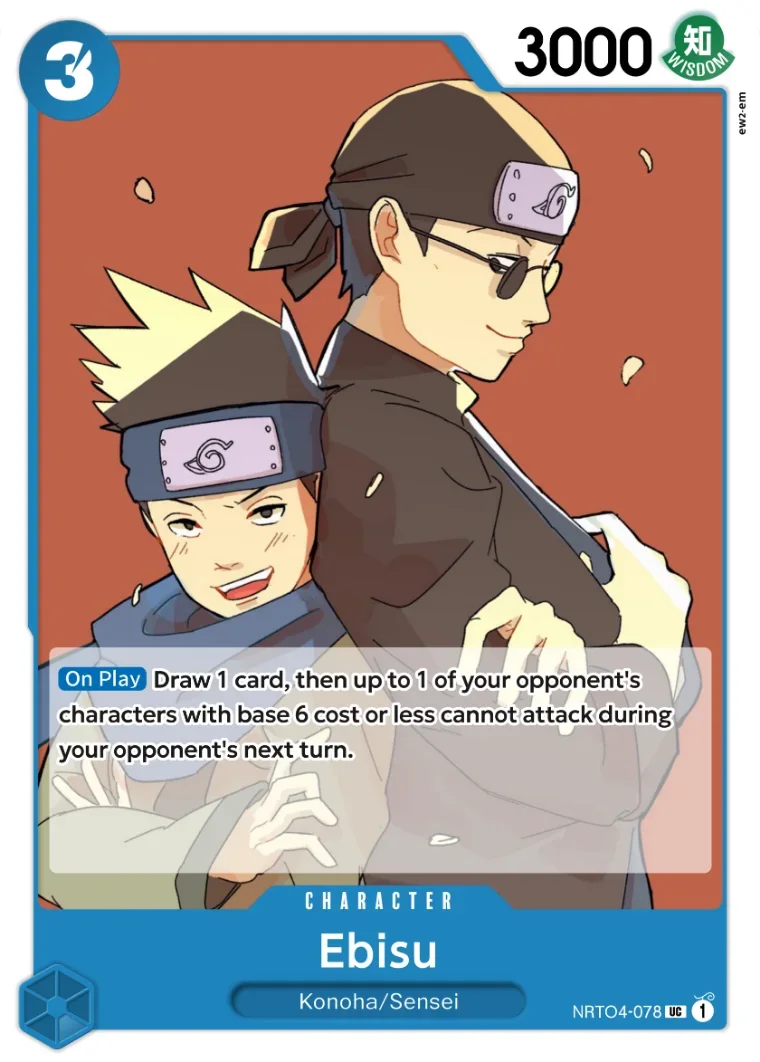 3
3000
知
WISDOM
ew2-em
On Play Draw 1 card, then up to 1 of your opponent's
characters with base 6 cost or less cannot attack during
your opponent's next turn.
CHARACTER
Ebisu
Konoha/Sensei
NRTO4-078 UC 1